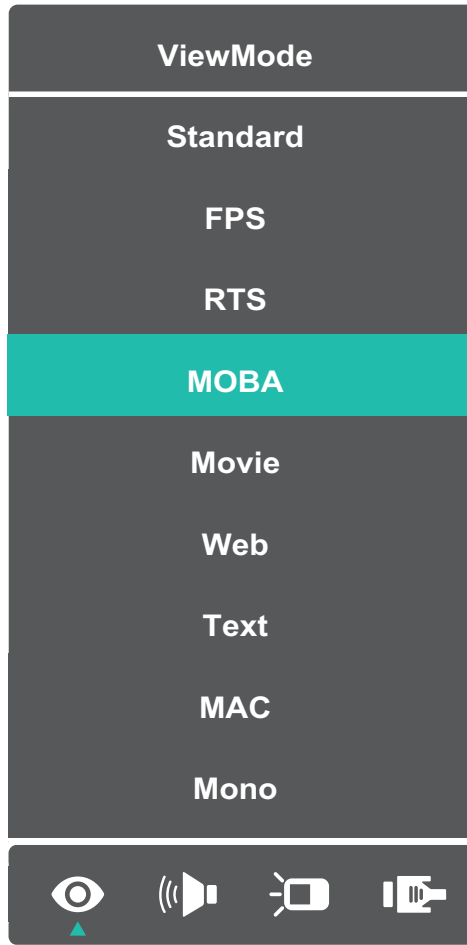 ViewMode
Standard
FPS
RTS
MOBA
Movie
Web
Text
MAC
Mono